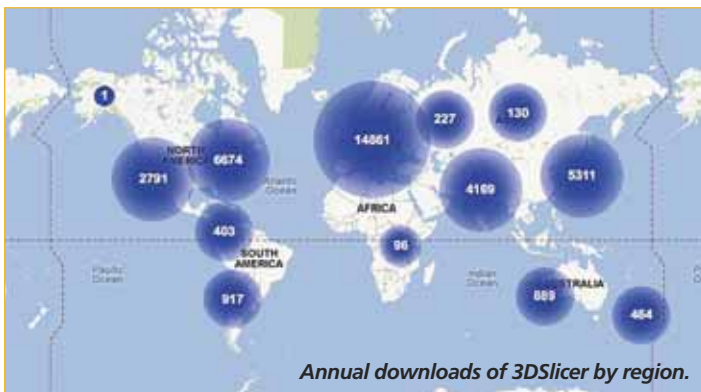 1
NORTH
AMERICA
2791
6674
Atlantic
Ocean
14861
227
130
4169
5311
AFRICA
403
96
SOUTH
AMERICA
Pacific
Ocean
Indian
Ocean
917
889
AUSTRALIA
464
Annual downloads of 3DSlicer by region.